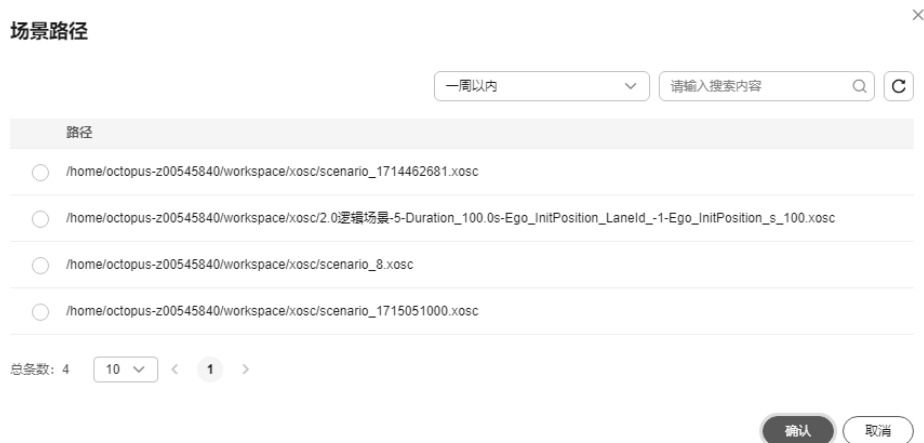 场景路径
一周以内
请输入搜索内容
路径
/home/octopus-z00545840/workspace/xosc/scenario_1714462681.xosc
/home/octopus-z00545840/workspace/xosc/2.0逻辑场景-5-Duration_100.0s-Ego_InitPosition_LaneId_-1-Ego_InitPosition_s_100.xosc
/home/octopus-z00545840/workspace/xosc/scenario_8.xosc
/home/octopus-z00545840/workspace/xosc/scenario_1715051000.xosc
总条数: 4 10 < 1 >
确认 取消